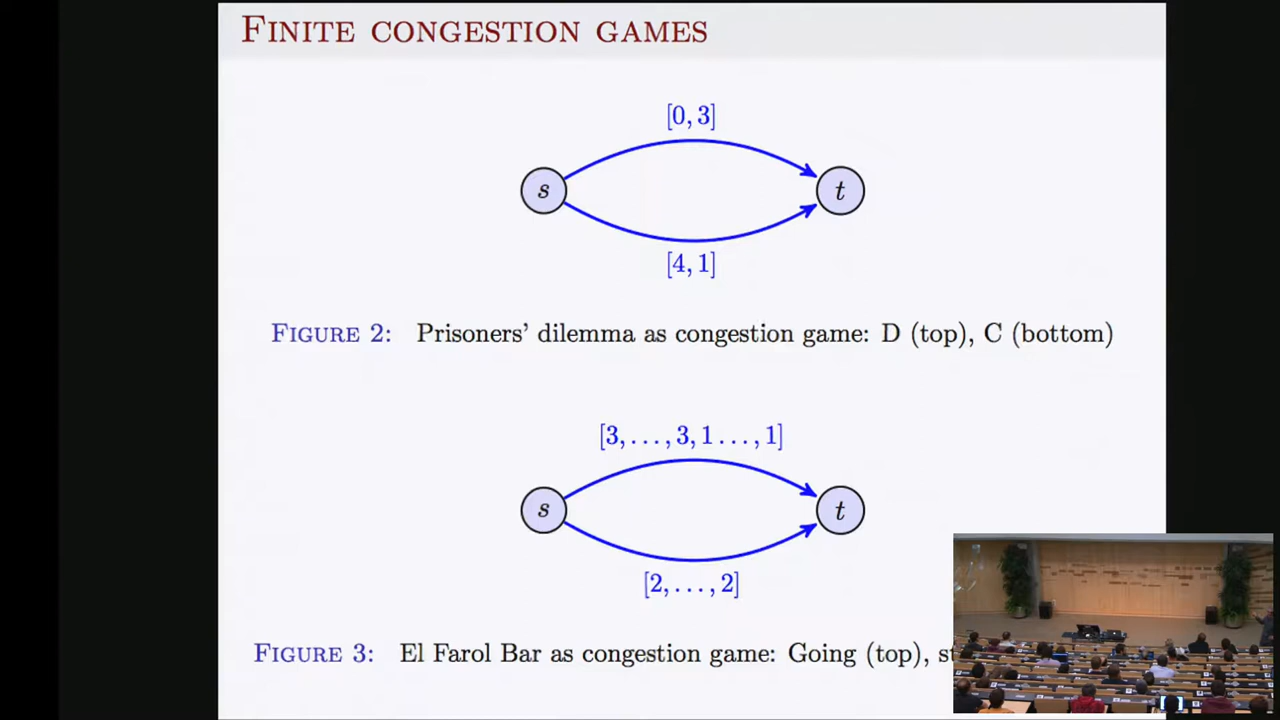 FINITE CONGESTION GAMES
[0, 3]
s
t
[4, 1]
FIGURE 2: Prisoners' dilemma as congestion game: D (top), C (bottom)
[3, . . . , 3, 1 . . . , 1]
s
t
[2, . . . , 2]
FIGURE 3: El Farol Bar as congestion game: Going (top),